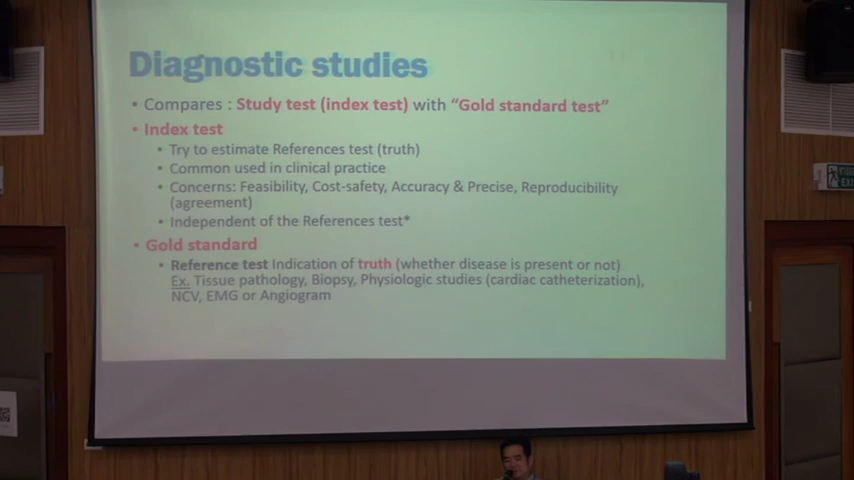 Diagnostic studies
• Compares : Study test (index test) with “Gold standard test”
• Index test
• Try to estimate References test (truth)
• Common used in clinical practice
• Concerns: Feasibility, Cost-safety, Accuracy & Precise, Reproducibility
(agreement)
• Independent of the References test*
• Gold standard
• Reference test Indication of truth (whether disease is present or not)
Ex. Tissue pathology, Biopsy, Physiologic studies (cardiac catheterization),
NCV, EMG or Angiogram
EXI